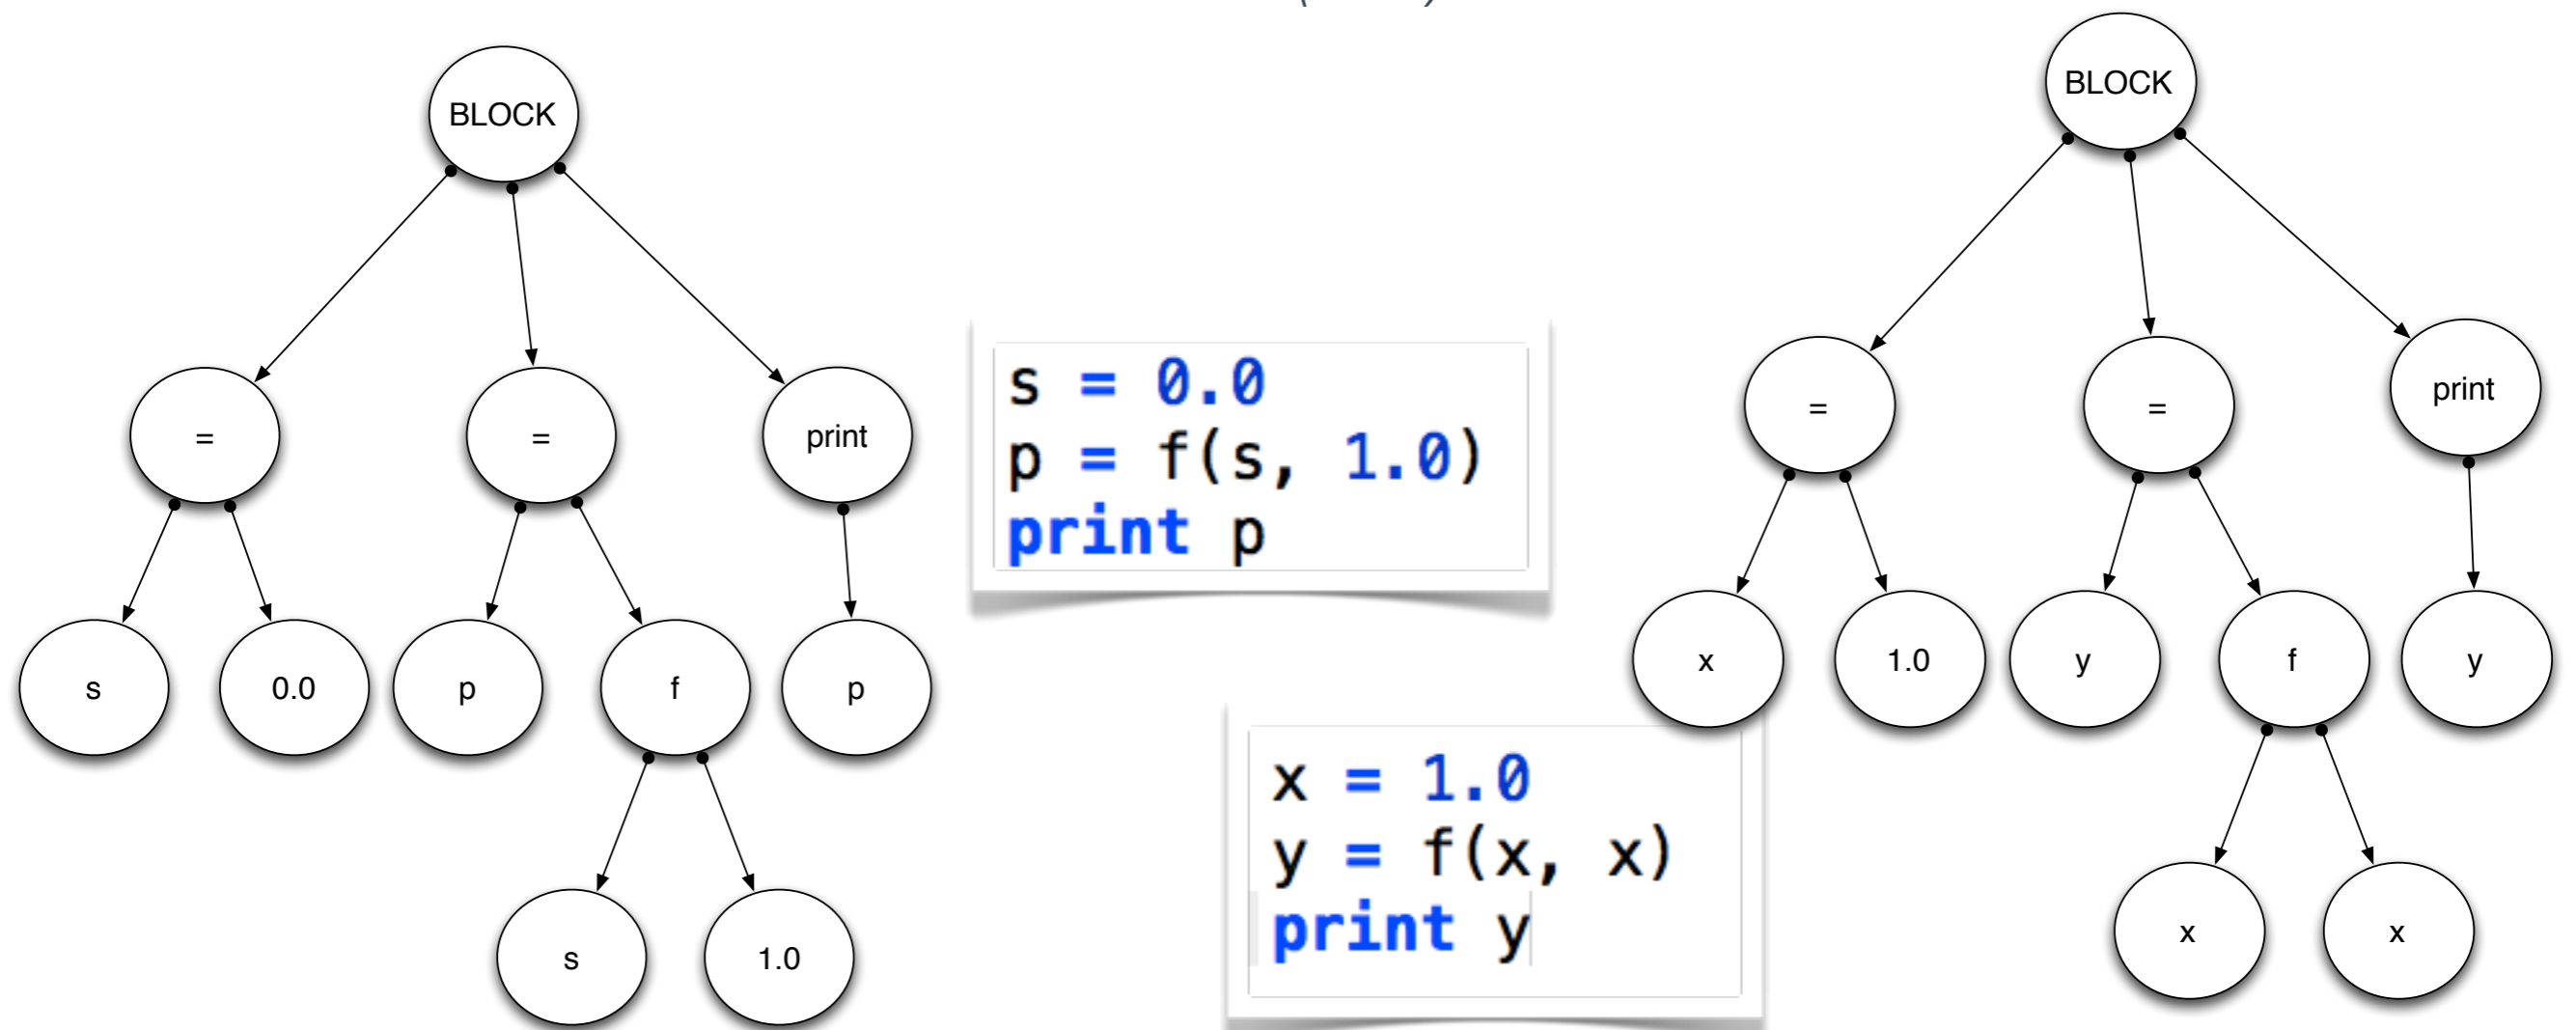 BLOCK
= = print
s 0.0 p f p
s 1.0
s = 0.0
p = f(s, 1.0)
print p
x = 1.0
y = f(x, x)
print y
BLOCK
= = print
x 1.0 y f y
x x